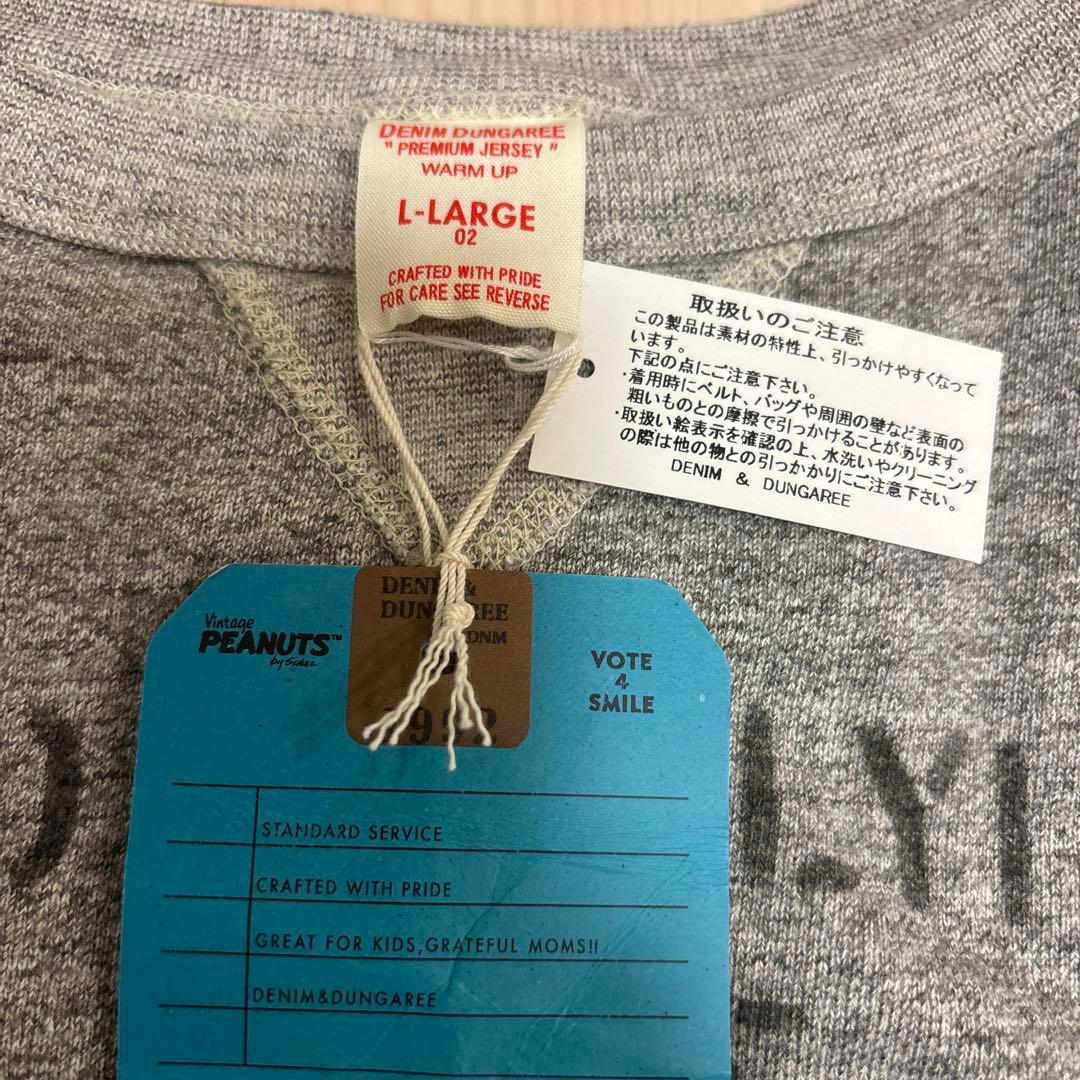 DENIM DUNGAREE
" PREMIUM JERSEY "
WARM UP
L-LARGE
02
CRAFTED WITH PRIDE
FOR CARE SEE REVERSE
取扱いのご注意
この製品は素材の特性上、引っかけやすくなって
います。
下記の点にご注意下さい。
・着用時にベルト、バッグや周囲の壁など表面の
粗いものとの摩擦で引っかけることがあります。
・取扱い絵表示を確認の上、水洗いやクリーニング
の際は他の物との引っかかりにご注意下さい。
DENIM & DUNGAREE
Vintage
PEANUTS™
by Schulz
DNM
VOTE
4
SMILE
STANDARD SERVICE
CRAFTED WITH PRIDE
GREAT FOR KIDS,GRATEFUL MOMS!!
DENIM&DUNGAREE